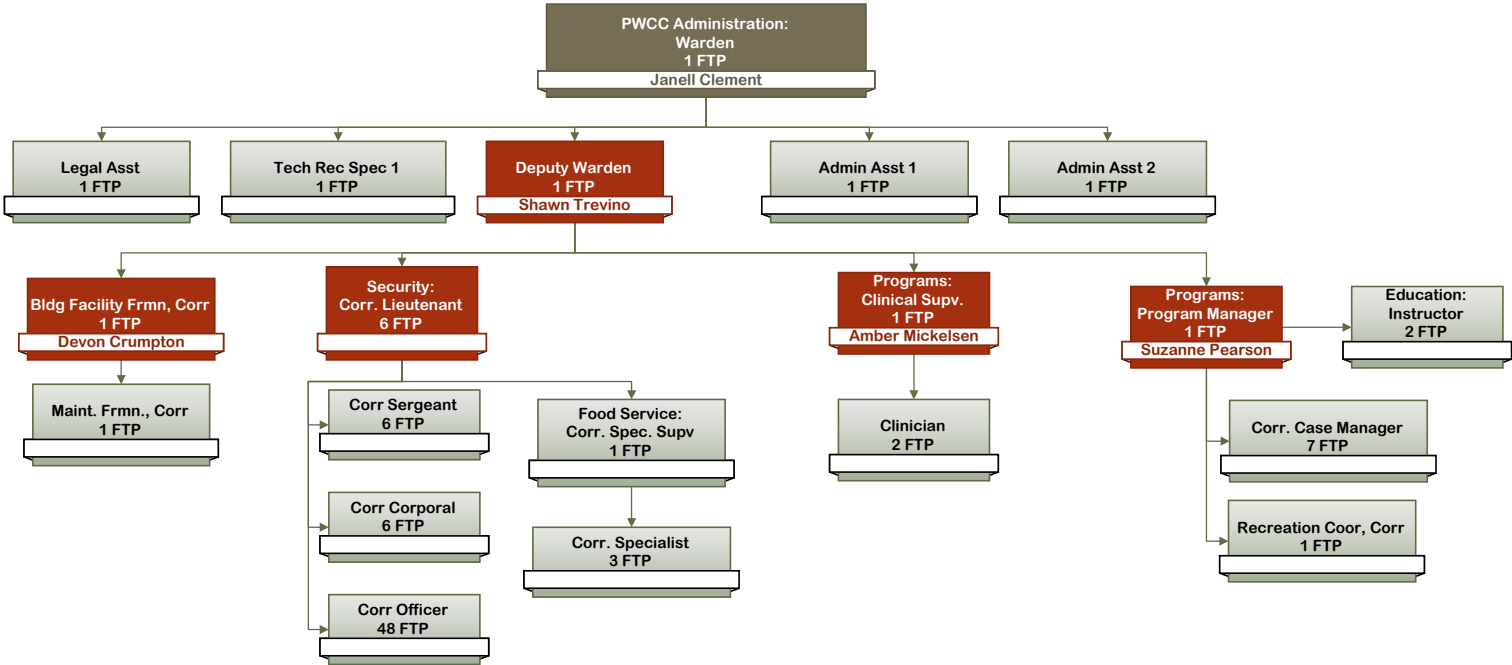 PWCC Administration:
Warden
1 FTP
Janell Clement
Legal Asst
1 FTP
Tech Rec Spec 1
1 FTP
Deputy Warden
1 FTP
Shawn Trevino
Admin Asst 1
1 FTP
Admin Asst 2
1 FTP
Bldg Facility Frmn, Corr
1 FTP
Devon Crumpton
Security:
Corr. Lieutenant
6 FTP
Programs:
Clinical Supv.
1 FTP
Amber Mickelsen
Programs:
Program Manager
1 FTP
Suzanne Pearson
Education:
Instructor
2 FTP
Maint. Frmn., Corr
1 FTP
Corr Sergeant
6 FTP
Food Service:
Corr. Spec. Supv
1 FTP
Clinician
2 FTP
Corr. Case Manager
7 FTP
Corr Corporal
6 FTP
Corr. Specialist
3 FTP
Recreation Coor, Corr
1 FTP
Corr Officer
48 FTP